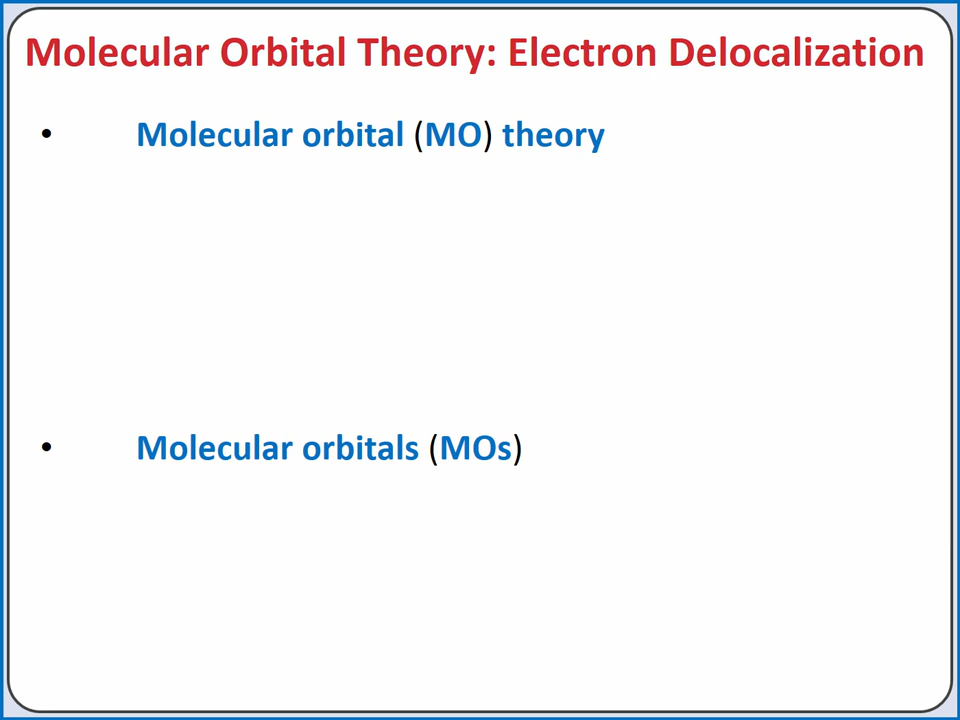 Molecular Orbital Theory: Electron Delocalization
• Molecular orbital (MO) theory
• Molecular orbitals (MOs)